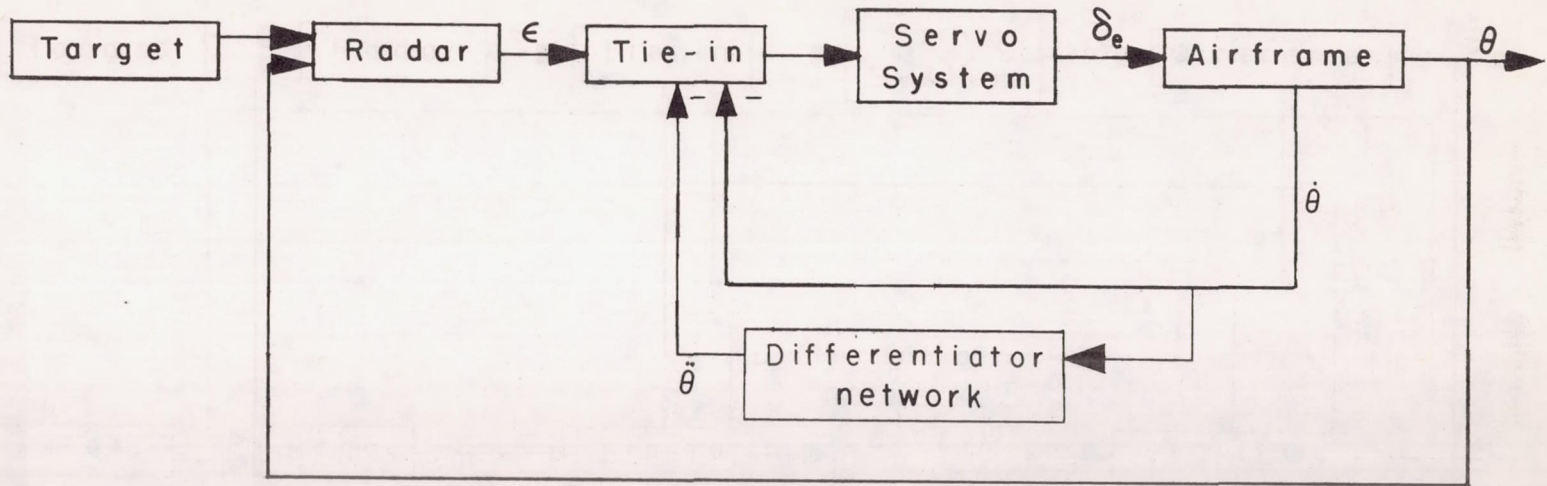 Target
Radar
ϵ
Tie-in
Servo
System
δe
Airframe
θ
−
−
θ̇
Differentiator
network
θ̈